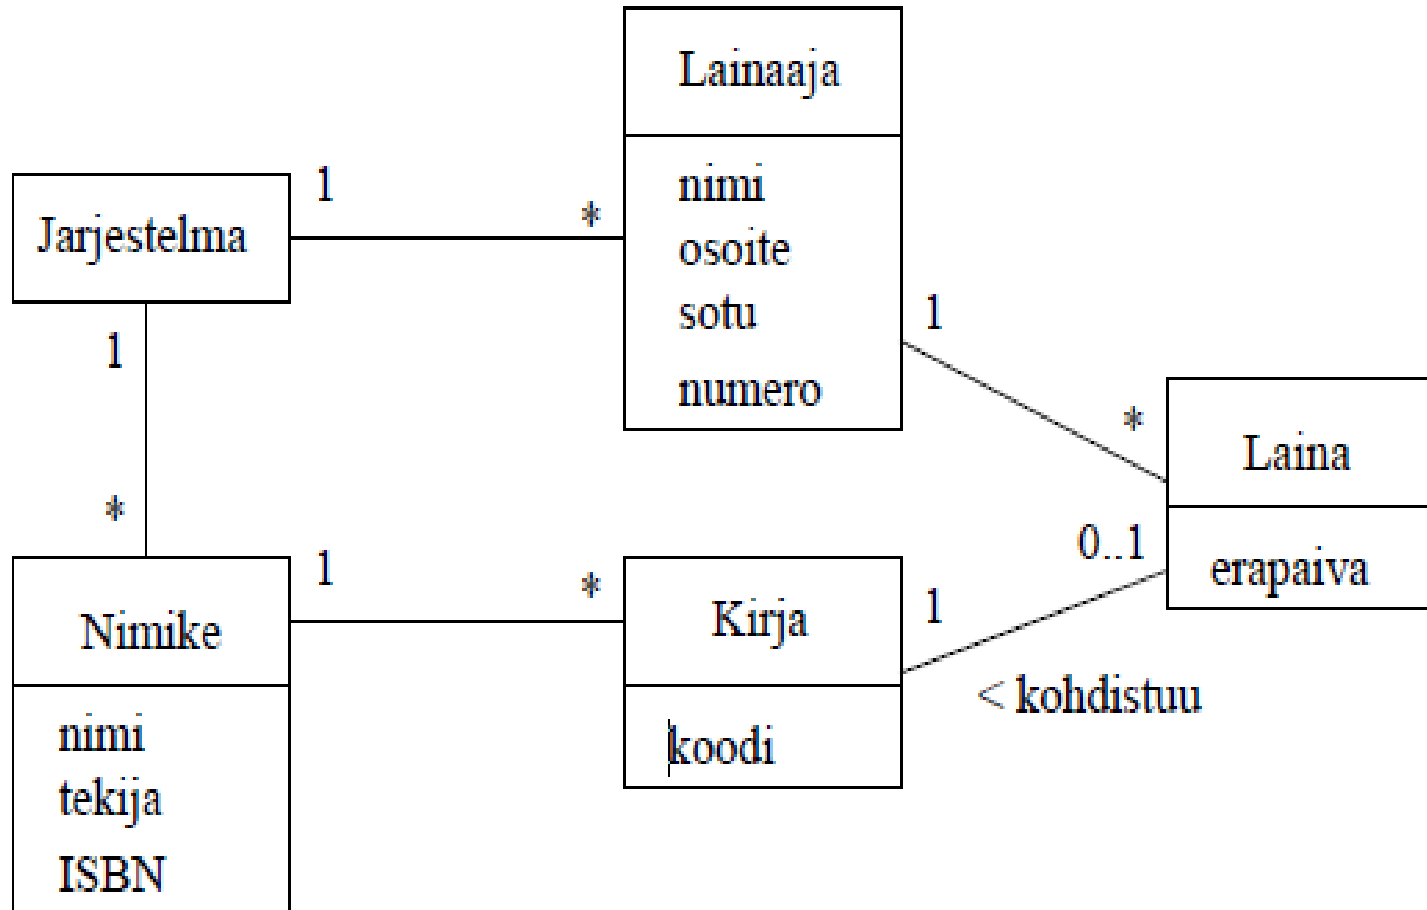 Lainaaja
nimi
osoite
sotu
numero
1
*
Jarjestelma
1
*
1
*
Laina
erapaiva
0..1
1
< kohdistuu
Nimike
nimi
tekija
ISBN
1
*
Kirja
koodi